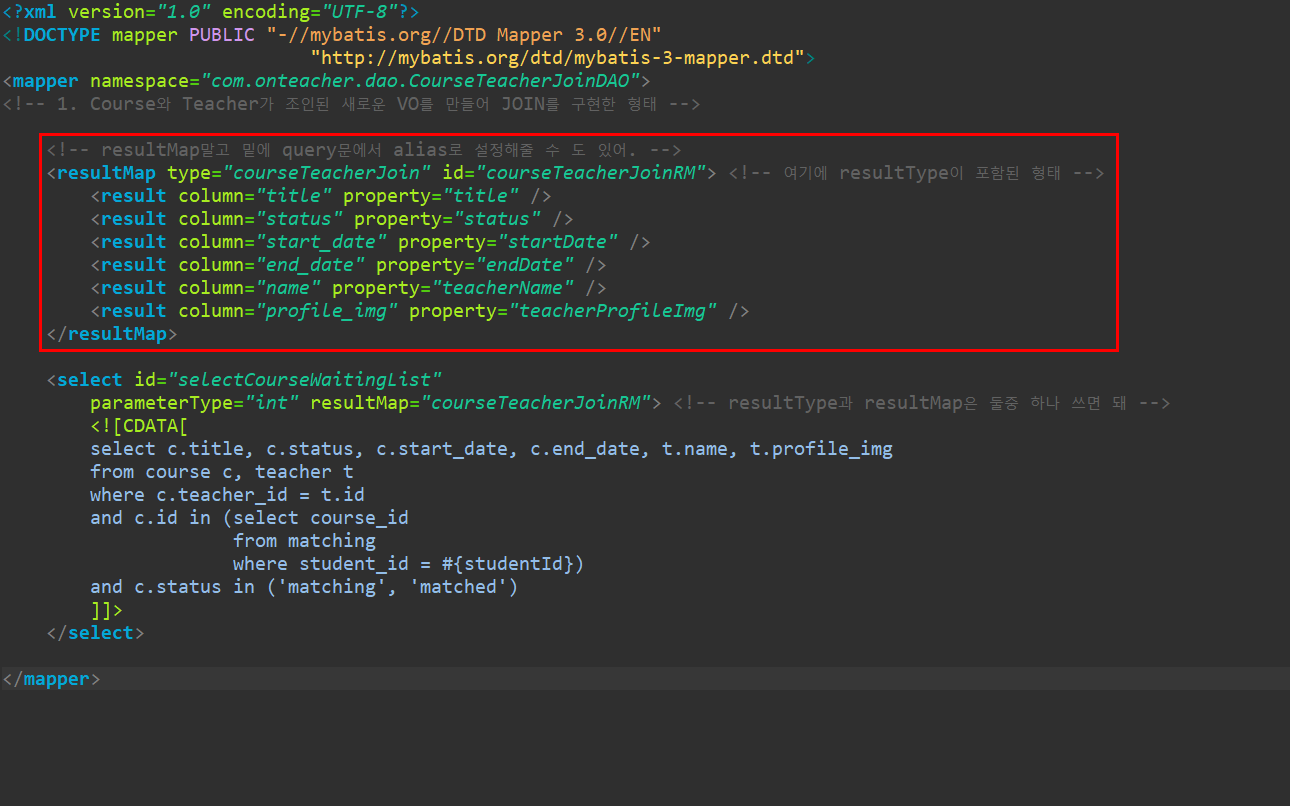 <?xml version="1.0" encoding="UTF-8"?>
<!DOCTYPE mapper PUBLIC "-//mybatis.org//DTD Mapper 3.0//EN"
"http://mybatis.org/dtd/mybatis-3-mapper.dtd">
<mapper namespace="com.onteacher.dao.CourseTeacherJoinDAO">
<!-- 1. Course와 Teacher가 조인된 새로운 VO를 만들어 JOIN를 구현한 형태 -->
<!-- resultMap말고 밑에 query문에서 alias로 설정해줄 수 도 있어. -->
<resultMap type="courseTeacherJoin" id="courseTeacherJoinRM"> <!-- 여기에 resultType이 포함된 형태 -->
<result column="title" property="title" />
<result column="status" property="status" />
<result column="start_date" property="startDate" />
<result column="end_date" property="endDate" />
<result column="name" property="teacherName" />
<result column="profile_img" property="teacherProfileImg" />
</resultMap>
<select id="selectCourseWaitingList"
parameterType="int" resultMap="courseTeacherJoinRM"> <!-- resultType과 resultMap은 둘중 하나 쓰면 돼 -->
<![CDATA[
select c.title, c.status, c.start_date, c.end_date, t.name, t.profile_img
from course c, teacher t
where c.teacher_id = t.id
and c.id in (select course_id
from matching
where student_id = #{studentId})
and c.status in ('matching', 'matched')
]]>
</select>
</mapper>